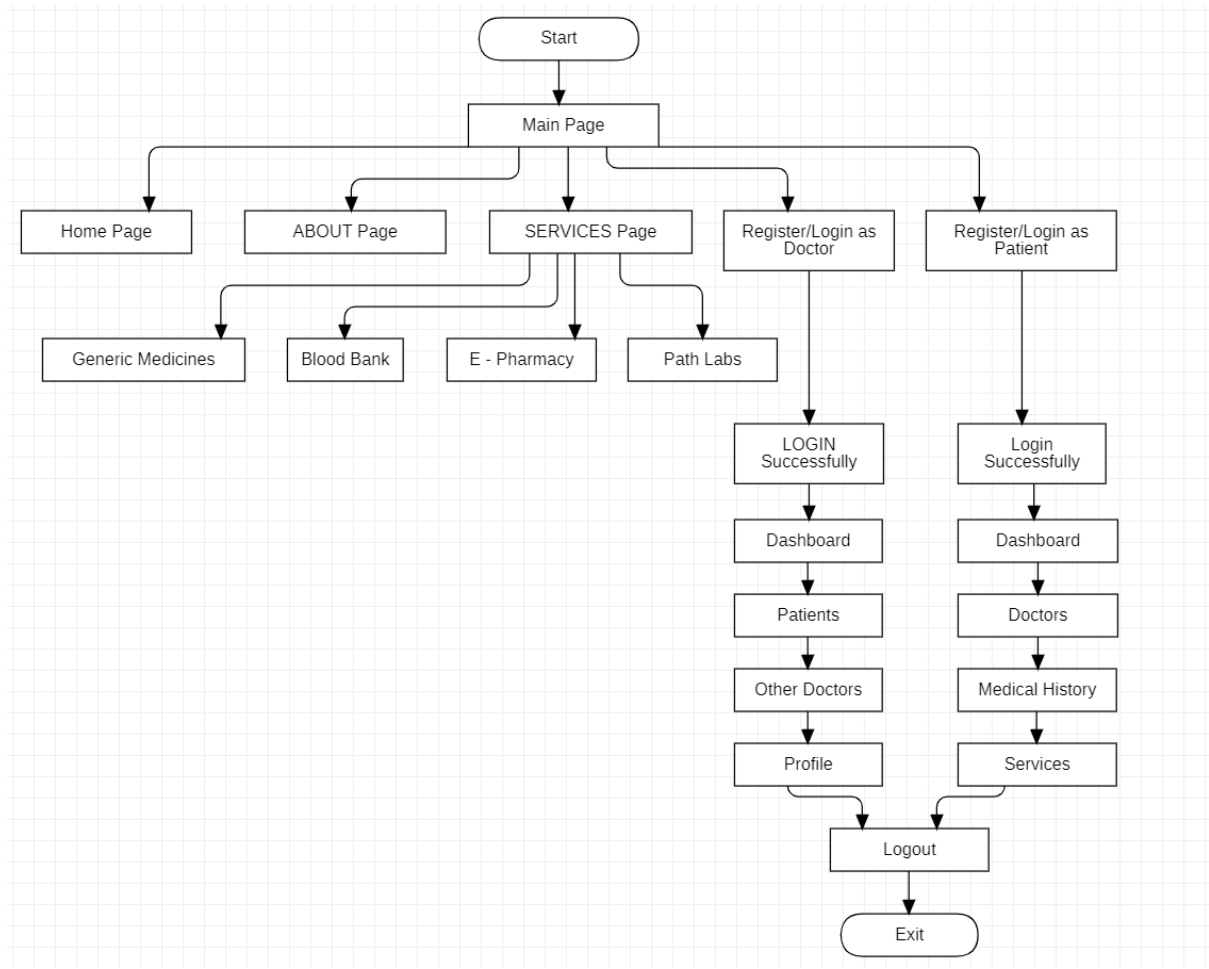 Start
Main Page
Home Page
ABOUT Page
SERVICES Page
Register/Login as
Doctor
Register/Login as
Patient
Generic Medicines
Blood Bank
E - Pharmacy
Path Labs
LOGIN
Successfully
Login
Successfully
Dashboard
Dashboard
Patients
Doctors
Other Doctors
Medical History
Profile
Services
Logout
Exit